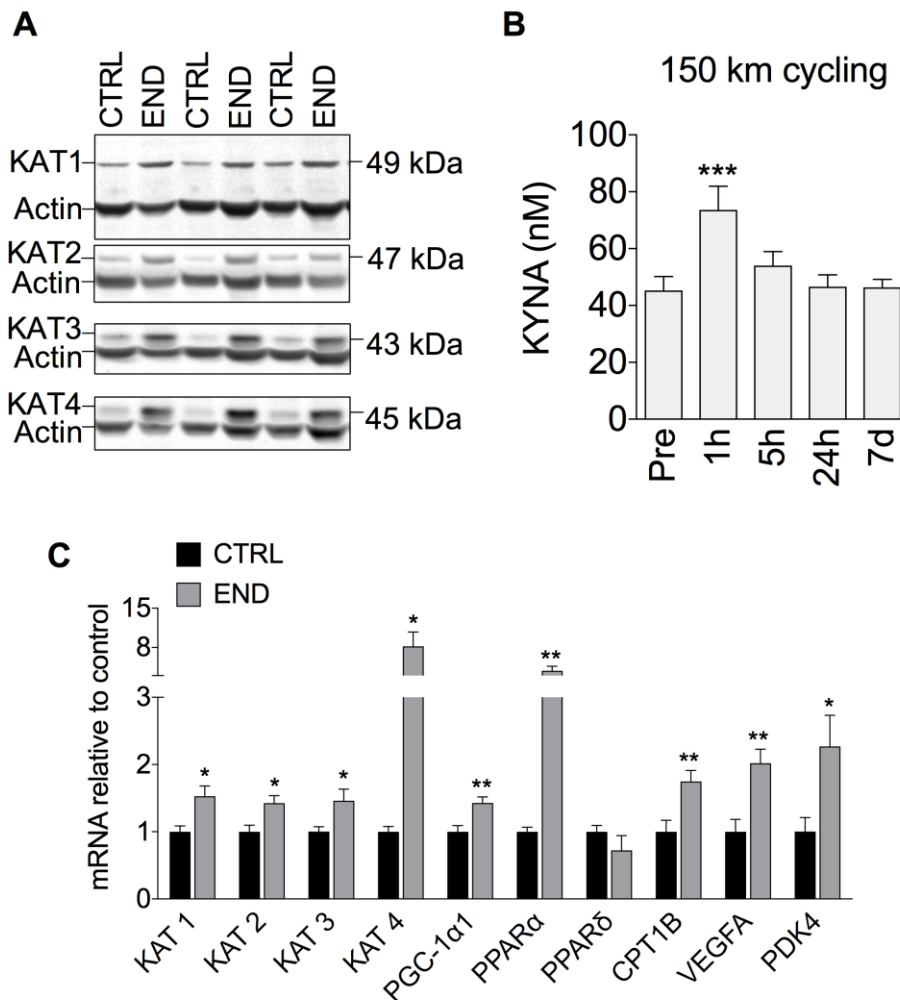 A
CTRL
END
CTRL
END
CTRL
END
KAT1
49 kDa
Actin
KAT2
47 kDa
Actin
KAT3
43 kDa
Actin
KAT4
45 kDa
Actin
B
150 km cycling
KYNA (nM)
100
80
60
40
20
0
***
Pre
1h
5h
24h
7d
C
CTRL
END
mRNA relative to control
15
8
3
2
1
0
*
*
*
*
**
**
**
**
*
KAT 1
KAT 2
KAT 3
KAT 4
PGC-1α1
PPARα
PPARδ
CPT1B
VEGFA
PDK4